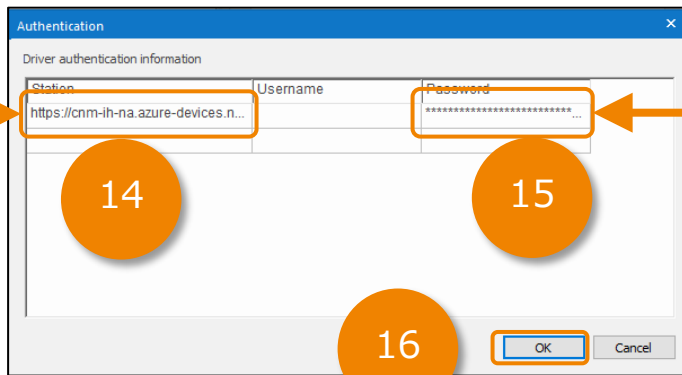 Authentication ×
Driver authentication information
Station Username Password
https://cnm-ih-na.azure-devices.n... ****************************...
14
15
16
OK Cancel